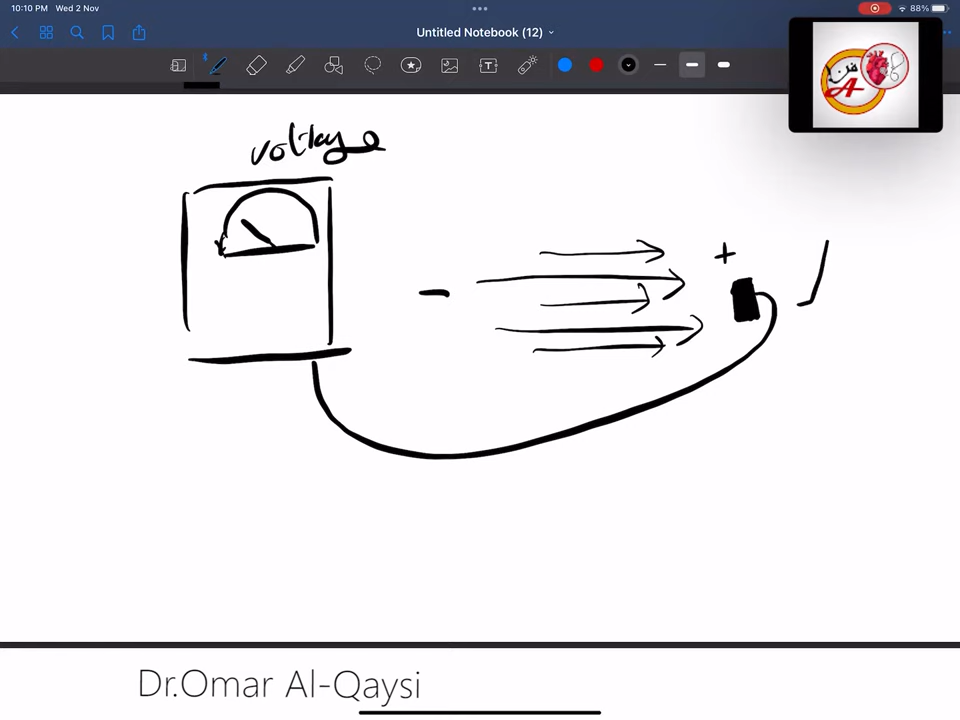 10:10 PM Wed 2 Nov
88%
Untitled Notebook (12)
T
voltage
- +
Dr.Omar Al-Qaysi